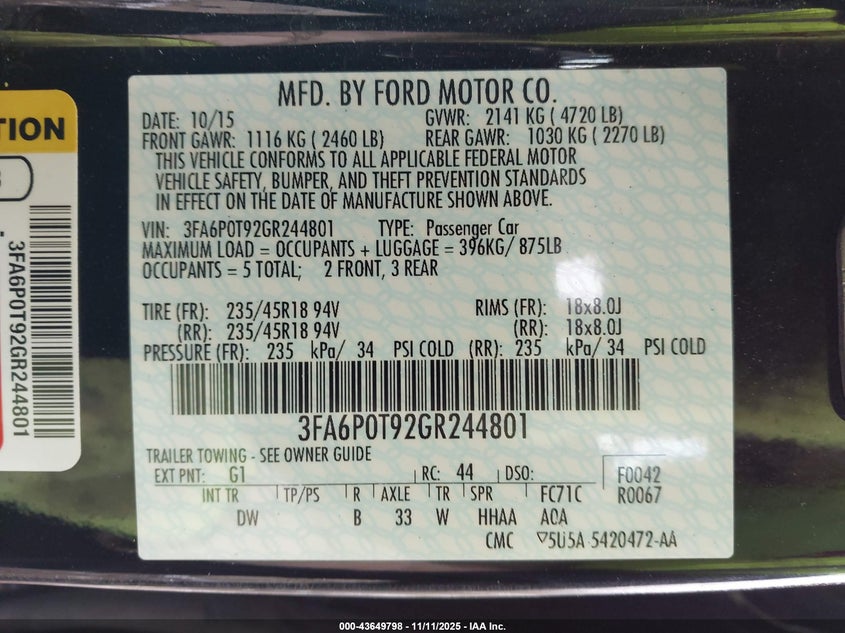 MFD. BY FORD MOTOR CO.
DATE: 10/15 GVWR: 2141 KG ( 4720 LB)
FRONT GAWR: 1116 KG ( 2460 LB) REAR GAWR: 1030 KG ( 2270 LB)
THIS VEHICLE CONFORMS TO ALL APPLICABLE FEDERAL MOTOR
VEHICLE SAFETY, BUMPER, AND THEFT PREVENTION STANDARDS
IN EFFECT ON THE DATE OF MANUFACTURE SHOWN ABOVE.
VIN: 3FA6P0T92GR244801 TYPE: Passenger Car
MAXIMUM LOAD = OCCUPANTS + LUGGAGE = 396KG/ 875LB
OCCUPANTS = 5 TOTAL; 2 FRONT, 3 REAR
TIRE (FR): 235/45R18 94V RIMS (FR): 18x8.0J
(RR): 235/45R18 94V (RR): 18x8.0J
PRESSURE (FR): 235 kPa/ 34 PSI COLD (RR): 235 kPa/ 34 PSI COLD
3FA6P0T92GR244801
TRAILER TOWING - SEE OWNER GUIDE
EXT PNT: G1 RC: 44 DSO: F0042
INT TR TP/PS R AXLE TR SPR FC71C R0067
DW B 33 W HHAA AOA
CMC ▽5U5A 5420472-AA
TION
3FA6P0T92GR244801
000-43649798 - 11/11/2025 - IAA Inc.